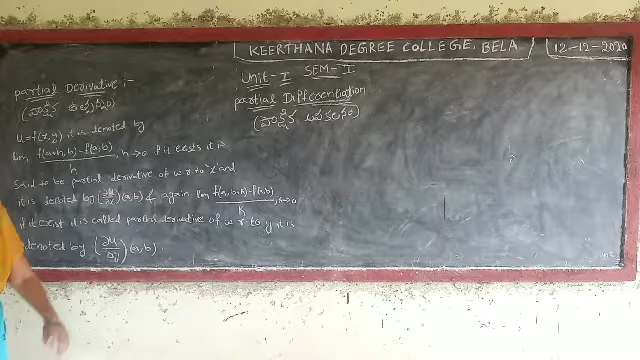 KEERTHANA DEGREE COLLEGE, BELA
12-12-2020
Unit-I SEM-I
partial Differentiation
(పాక్షిక అవకలనం)
partial Derivative :-
u=f(x,y) it is denoted by
lim f(a+h, b) - f(a, b) / h , h→0 if it exists it is
said to be partial derivative of w r to 'x' and
it is denoted by (∂u/∂x)(a,b) & again lim f(a, b+k) - f(a,b) / k , k→0
if it exist it is called partial derivative of w r to y it is
denoted by (∂u/∂y)(a,b).